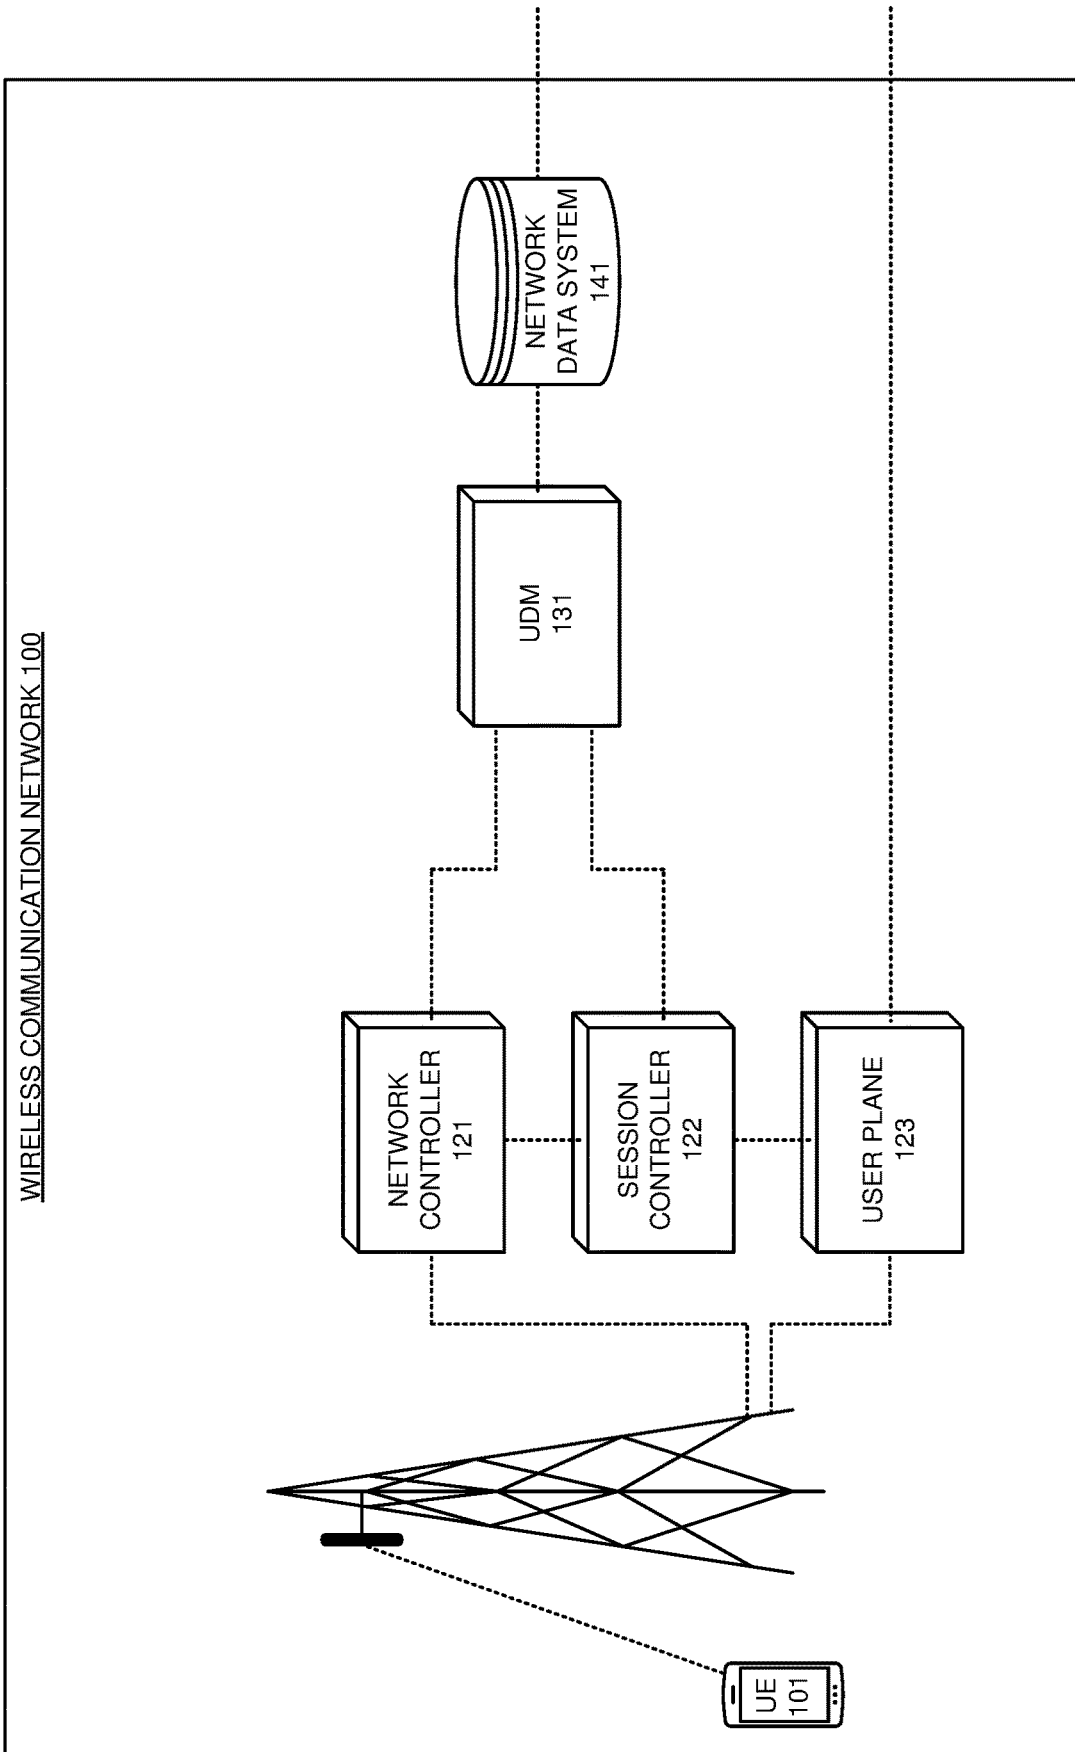 WIRELESS COMMUNICATION NETWORK 100
UE
101
NETWORK
CONTROLLER
121
SESSION
CONTROLLER
122
USER PLANE
123
UDM
131
NETWORK
DATA SYSTEM
141